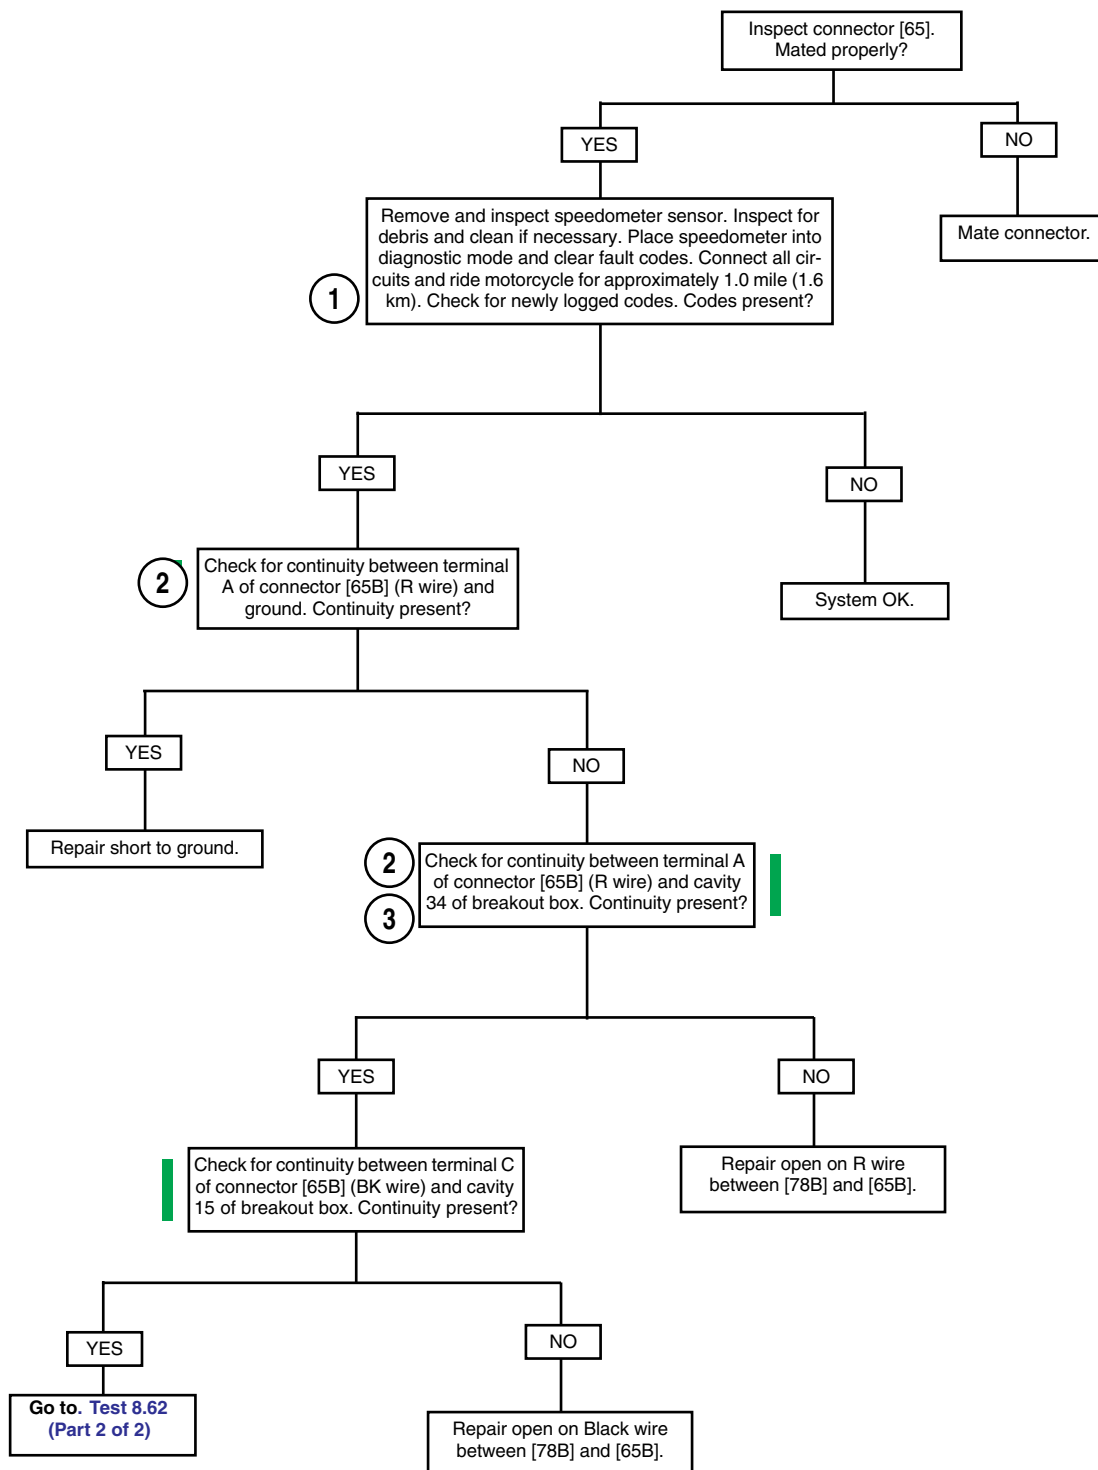 Inspect connector [65].
Mated properly?
YES
NO
Remove and inspect speedometer sensor. Inspect for
debris and clean if necessary. Place speedometer into
diagnostic mode and clear fault codes. Connect all cir-
cuits and ride motorcycle for approximately 1.0 mile (1.6
km). Check for newly logged codes. Codes present?
1
Mate connector.
YES
NO
2
Check for continuity between terminal
A of connector [65B] (R wire) and
ground. Continuity present?
System OK.
YES
NO
Repair short to ground.
2
3
Check for continuity between terminal A
of connector [65B] (R wire) and cavity
34 of breakout box. Continuity present?
YES
NO
Check for continuity between terminal C
of connector [65B] (BK wire) and cavity
15 of breakout box. Continuity present?
Repair open on R wire
between [78B] and [65B].
YES
NO
Go to. Test 8.62
(Part 2 of 2)
Repair open on Black wire
between [78B] and [65B].